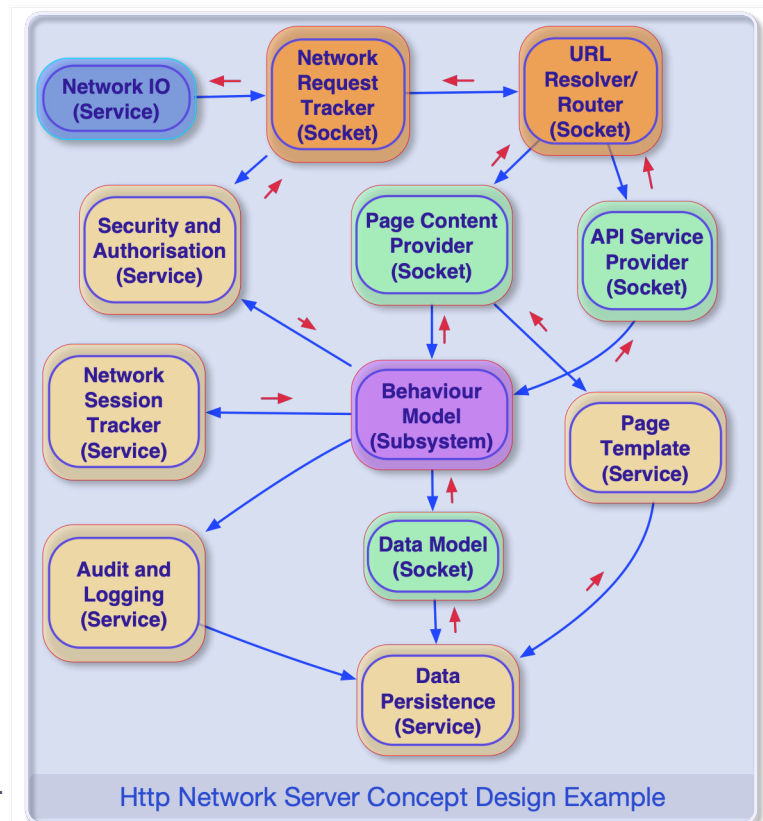 Network IO
(Service)
Network
Request
Tracker
(Socket)
URL
Resolver/
Router
(Socket)
Security and
Authorisation
(Service)
Page Content
Provider
(Socket)
API Service
Provider
(Socket)
Network
Session
Tracker
(Service)
Behaviour
Model
(Subsystem)
Page
Template
(Service)
Audit and
Logging
(Service)
Data Model
(Socket)
Data
Persistence
(Service)
Http Network Server Concept Design Example